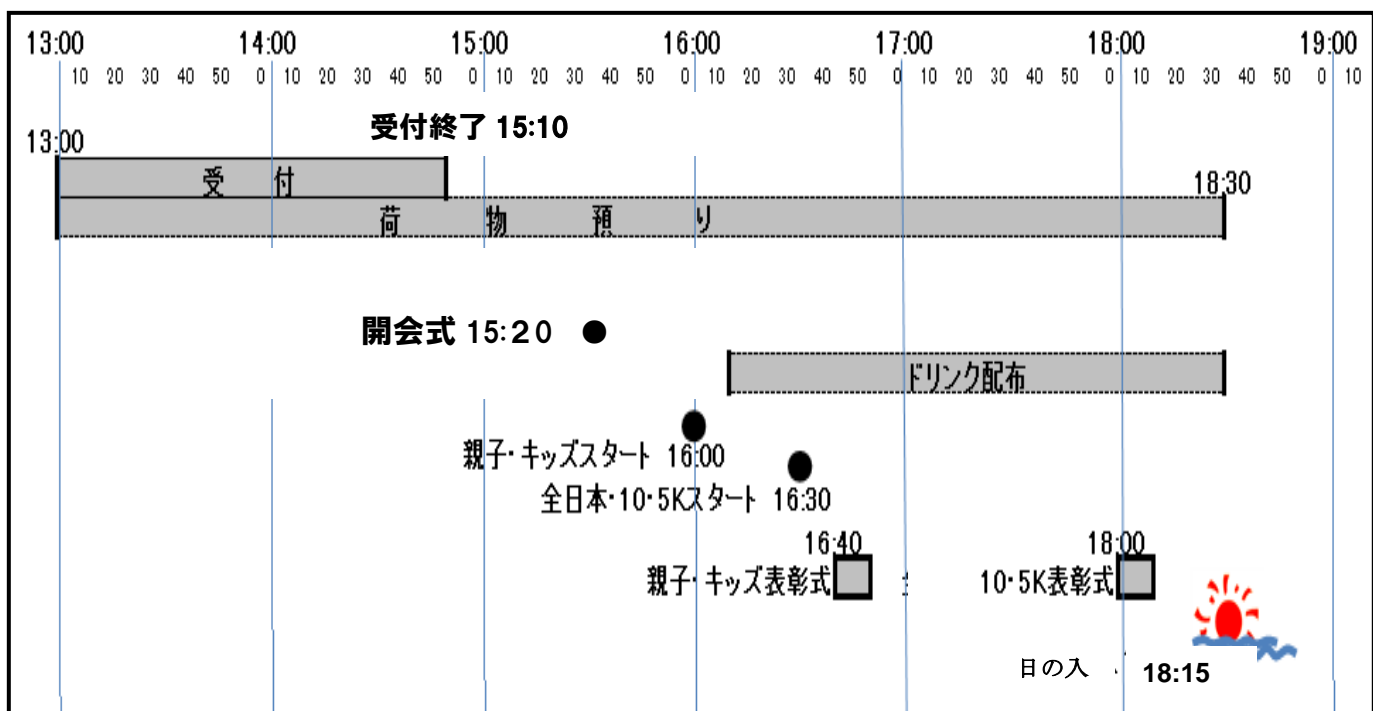 13:00 14:00 15:00 16:00 17:00 18:00 19:00
10 20 30 40 50 0 10 20 30 40 50 0 10 20 30 40 50 0 10 20 30 40 50 0 10 20 30 40 50 0 10 20 30 40 50 0 10
受付終了 15:10
13:00
受 付
18:30
荷 物 預 り
開会式 15:20
ドリンク配布
親子・キッズスタート 16:00
全日本・10・5Kスタート 16:30
16:40 18:00
親子・キッズ表彰式 10・5K表彰式
日の入 18:15